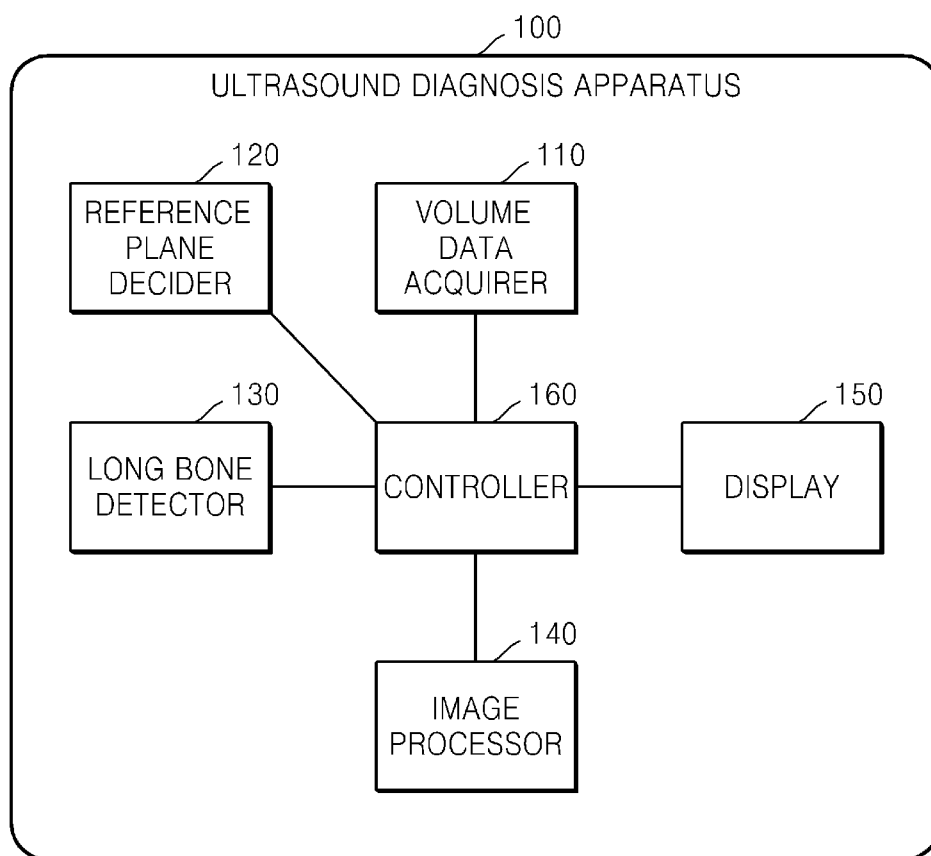 100
ULTRASOUND DIAGNOSIS APPARATUS
120
REFERENCE
PLANE
DECIDER
110
VOLUME
DATA
ACQUIRER
130
LONG BONE
DETECTOR
160
CONTROLLER
150
DISPLAY
140
IMAGE
PROCESSOR